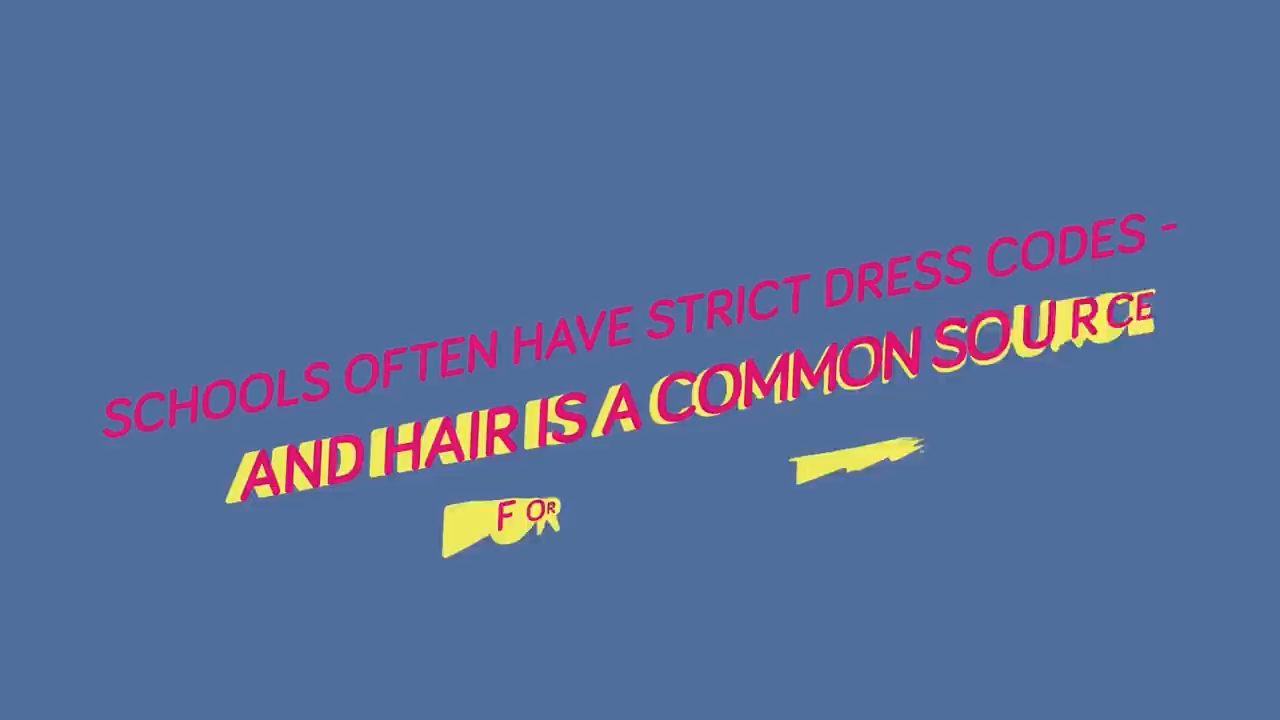 SCHOOLS OFTEN HAVE STRICT DRESS CODES -
AND HAIR IS A COMMON SOURCE
FOR